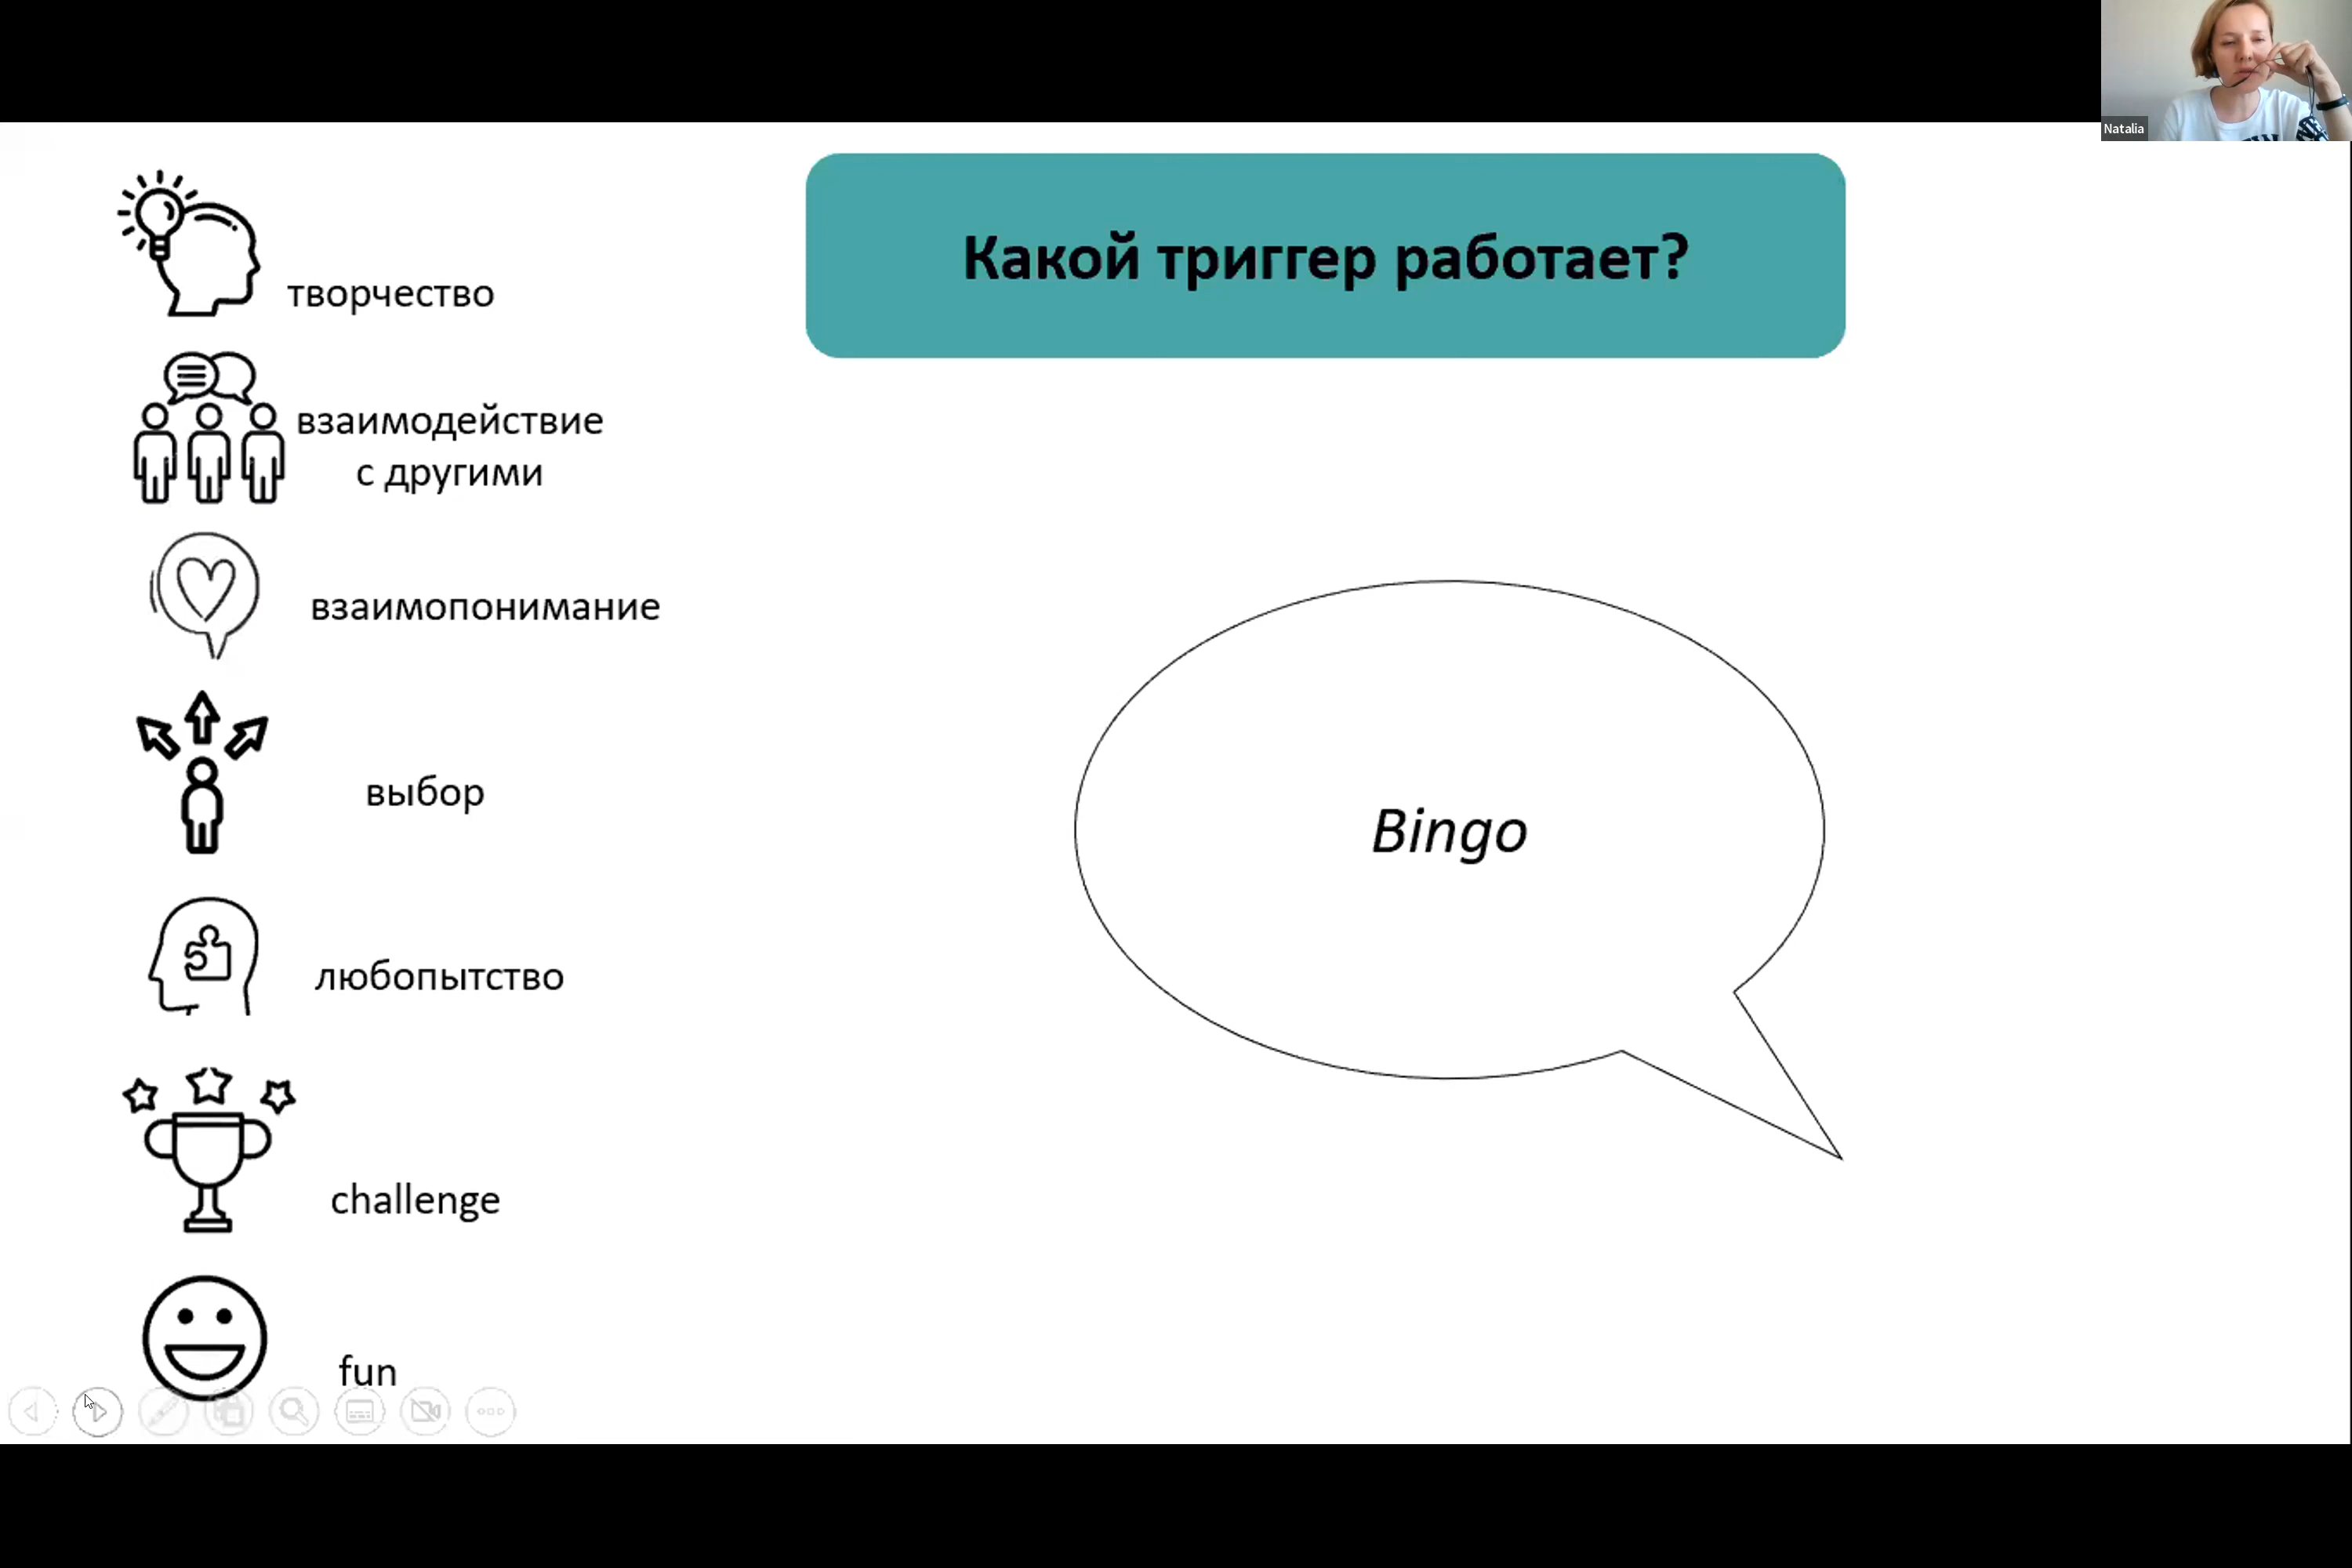 Natalia
Какой триггер работает?
творчество
взаимодействие
с другими
взаимопонимание
выбор
любопытство
challenge
fun
Bingo